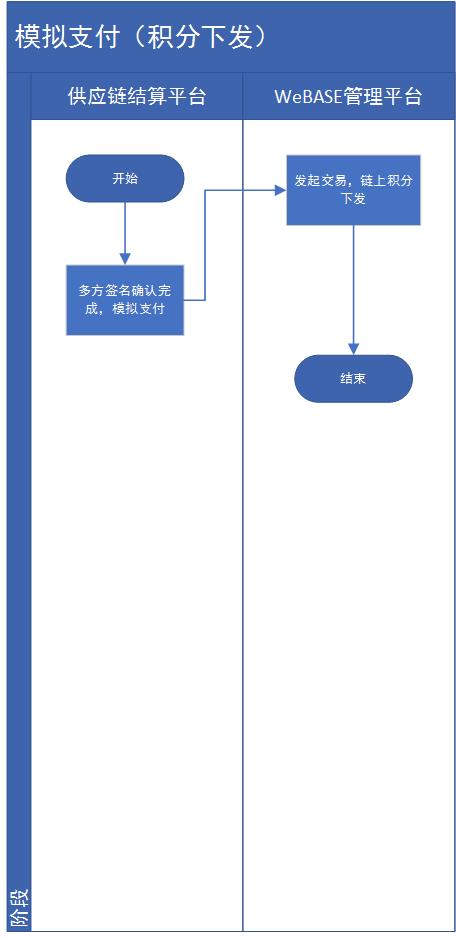 模拟支付（积分下发）
供应链结算平台
WeBASE管理平台
开始
发起交易，链上积分
下发
多方签名确认完
成，模拟支付
结束
阶段